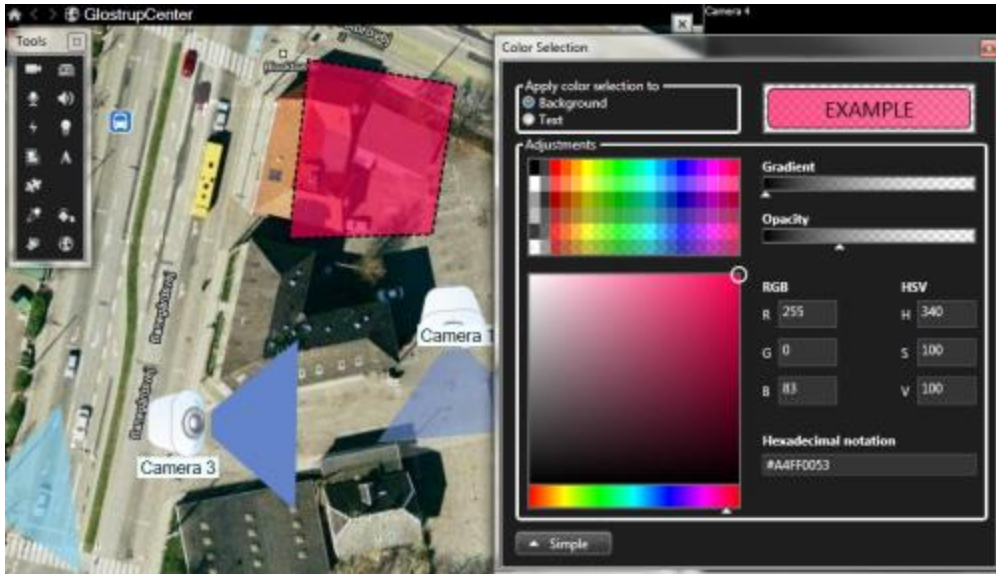 GlostrupCenter
Camera 4
Tools
Color Selection
Apply color selection to
Background
Text
EXAMPLE
Adjustments
Gradient
Opacity
RGB
HSV
R 255
H 340
G 0
S 100
B 83
V 100
Hexadecimal notation
#A4FF0053
Simple
A
Camera 1
Camera 3